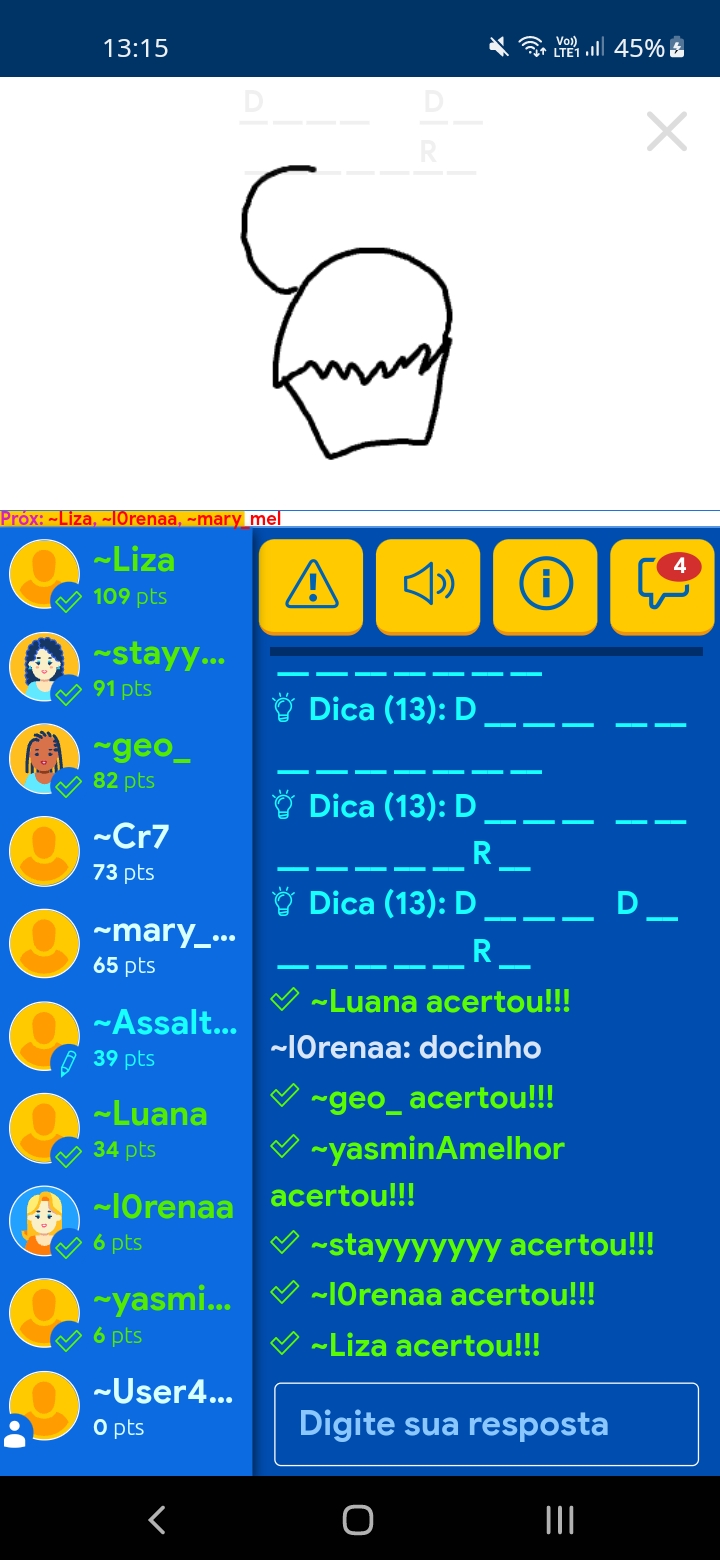 13:15
Vo)) LTE1 45%
D _ _ _ D _
_ _ _ _ _ R _
Próx: ~Liza, ~l0renaa, ~mary_mel
~Liza
109 pts
~stayy...
91 pts
~geo_
82 pts
~Cr7
73 pts
~mary_...
65 pts
~Assalt...
39 pts
~Luana
34 pts
~l0renaa
6 pts
~yasmi...
6 pts
~User4...
0 pts
4
_ _ _ _ _ _ _
Dica (13): D _ _ _ _ _
_ _ _ _ _ _ _
Dica (13): D _ _ _ _ _
_ _ _ _ _ R _
Dica (13): D _ _ _ D _
_ _ _ _ _ R _
~Luana acertou!!!
~l0renaa: docinho
~geo_ acertou!!!
~yasminAmelhor
acertou!!!
~stayyyyyyy acertou!!!
~l0renaa acertou!!!
~Liza acertou!!!
Digite sua resposta